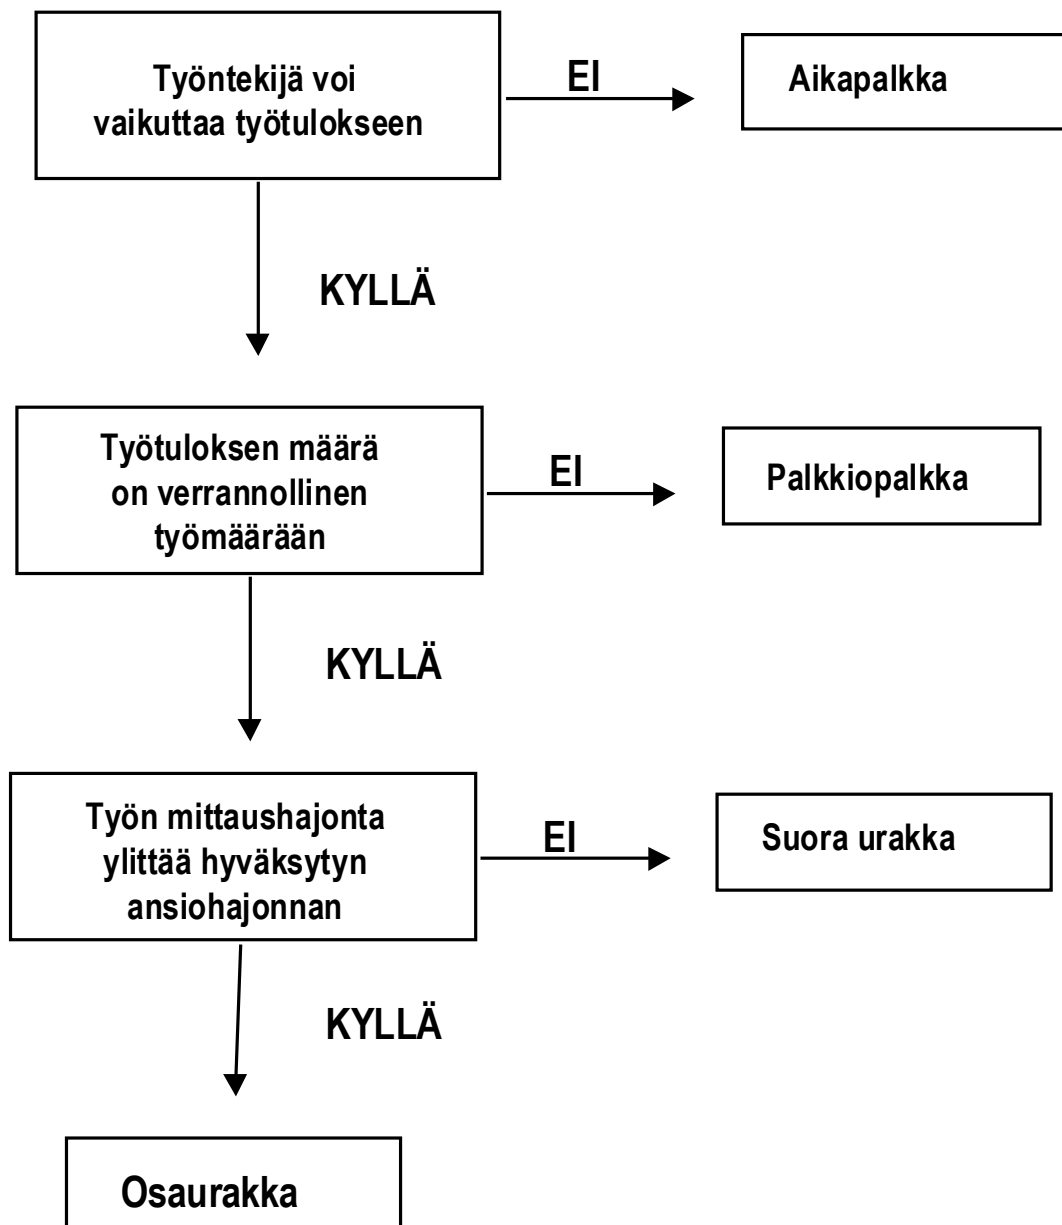 Työntekijä voi
vaikuttaa työtulokseen
EI
Aikapalkka
KYLLÄ
Työtuloksen määrä
on verrannollinen
työmäärään
EI
Palkkiopalkka
KYLLÄ
Työn mittaushajonta
ylittää hyväksytyn
ansiohajonnan
EI
Suora urakka
KYLLÄ
Osaurakka